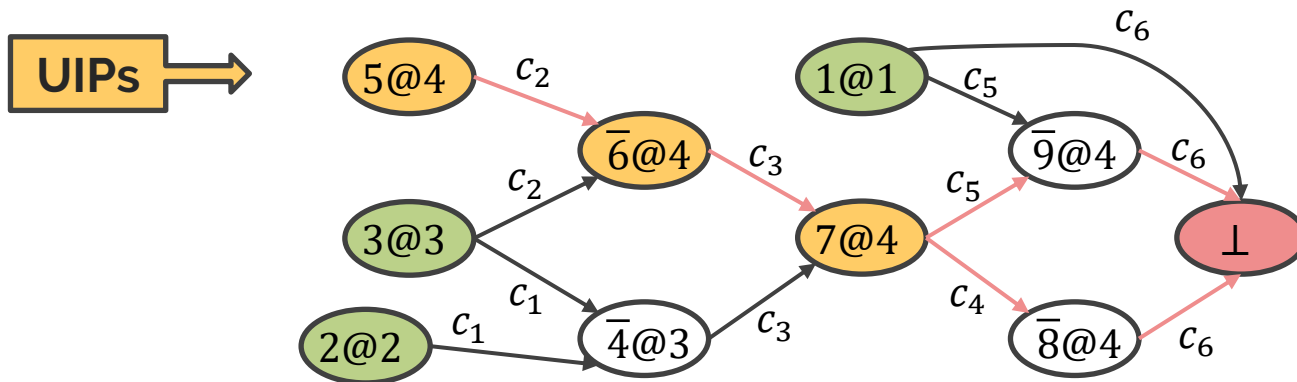 UIPs
5@4
c₂
1@1
c₆
c₅
6̅@4
9̅@4
c₂
c₃
c₅
c₆
3@3
7@4
⊥
c₁
c₄
2@2
c₁
4̅@3
c₃
8̅@4
c₆